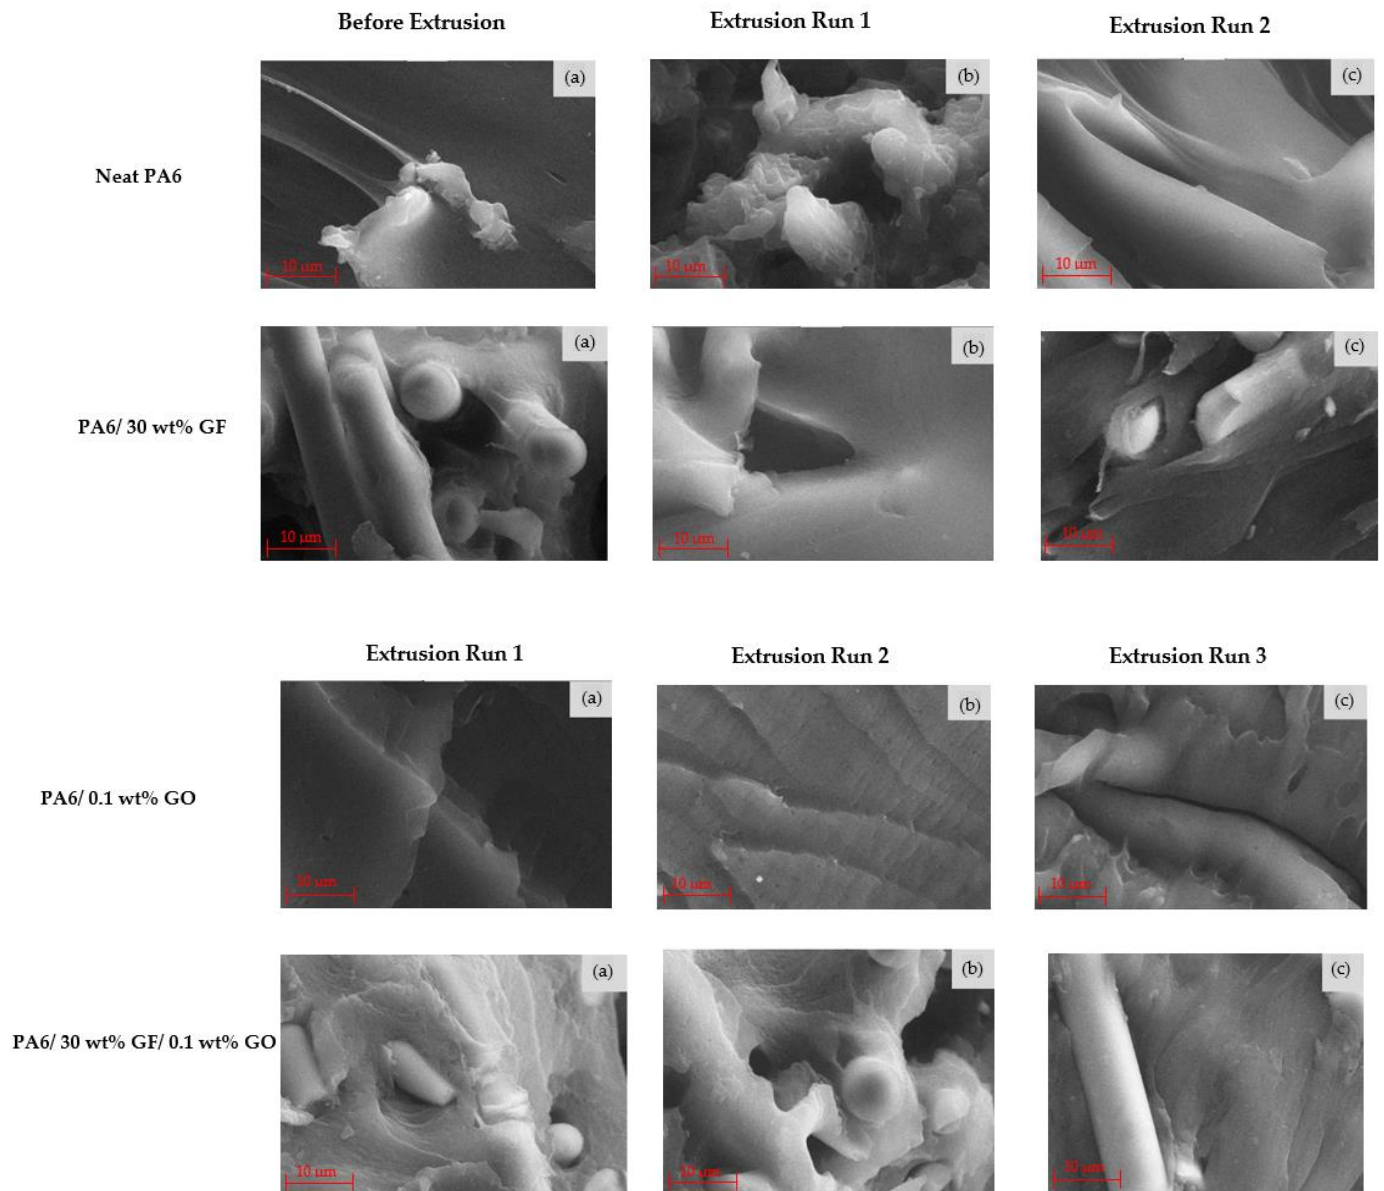 Before Extrusion Extrusion Run 1 Extrusion Run 2
Neat PA6 (a) (b) (c)
10 µm 10 µm 10 µm
PA6/ 30 wt% GF (a) (b) (c)
10 µm 10 µm 10 µm
Extrusion Run 1 Extrusion Run 2 Extrusion Run 3
PA6/ 0.1 wt% GO (a) (b) (c)
10 µm 10 µm 10 µm
PA6/ 30 wt% GF/ 0.1 wt% GO (a) (b) (c)
10 µm 10 µm 10 µm